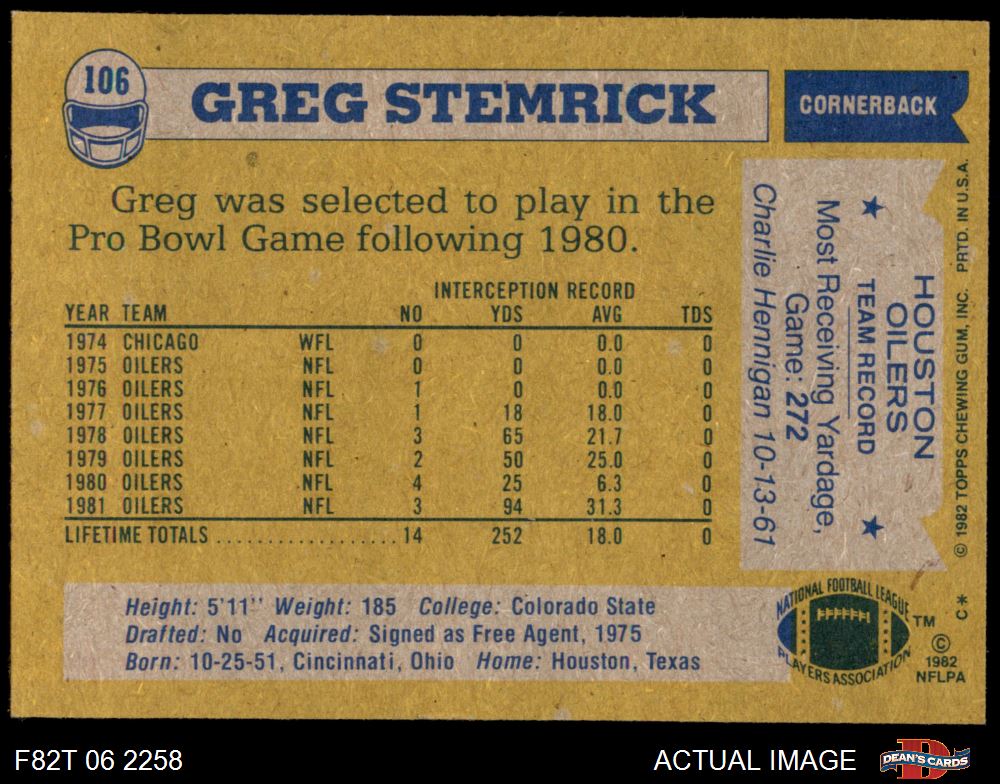 106
GREG STEMRICK
CORNERBACK
Greg was selected to play in the
Pro Bowl Game following 1980.
INTERCEPTION RECORD
YEAR TEAM NO YDS AVG TDS
1974 CHICAGO WFL 0 0 0.0 0
1975 OILERS NFL 0 0 0.0 0
1976 OILERS NFL 1 0 0.0 0
1977 OILERS NFL 1 18 18.0 0
1978 OILERS NFL 3 65 21.7 0
1979 OILERS NFL 2 50 25.0 0
1980 OILERS NFL 4 25 6.3 0
1981 OILERS NFL 3 94 31.3 0
LIFETIME TOTALS .................. 14 252 18.0 0
Height: 5'11" Weight: 185 College: Colorado State
Drafted: No Acquired: Signed as Free Agent, 1975
Born: 10-25-51, Cincinnati, Ohio Home: Houston, Texas
HOUSTON
OILERS
★ TEAM RECORD ★
Most Receiving Yardage,
Game: 272
Charlie Hennigan 10-13-61
© 1982 TOPPS CHEWING GUM, INC. PRTD. IN U.S.A.
C*
NATIONAL FOOTBALL LEAGUE
PLAYERS ASSOCIATION
TM
©
1982
NFLPA
F82T 06 2258
ACTUAL IMAGE
DEAN'S CARDS